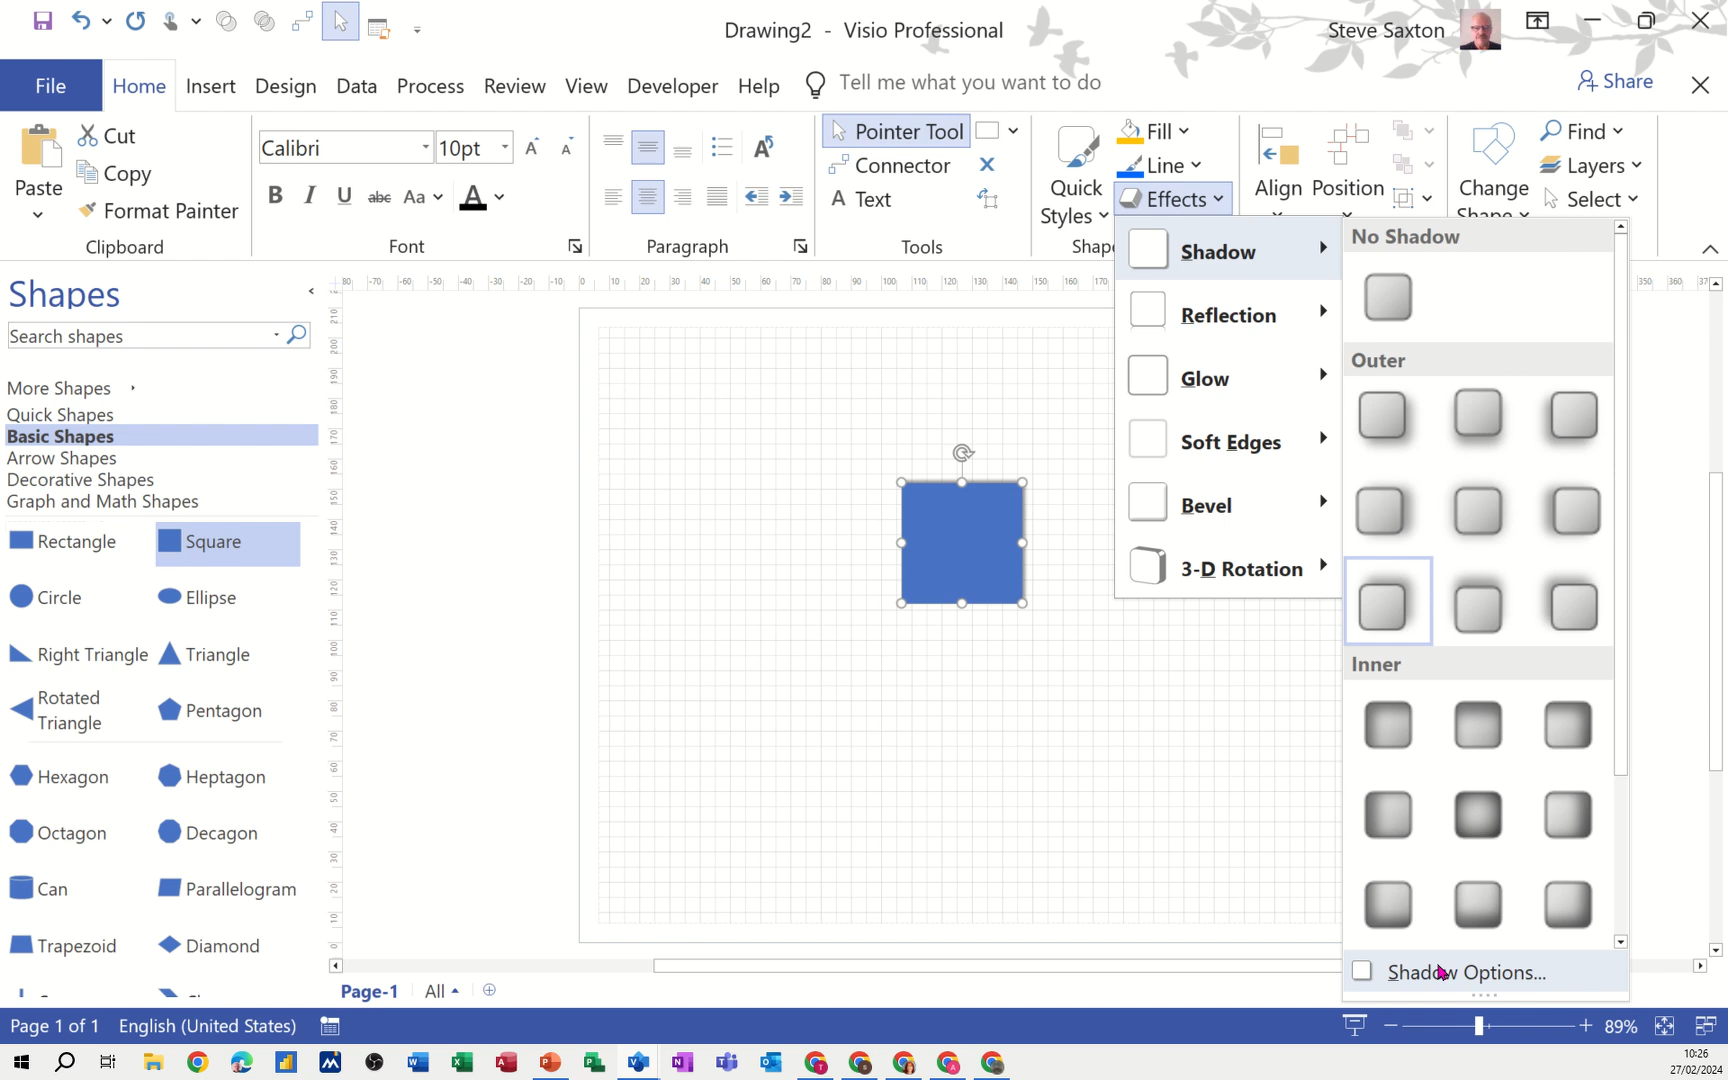 Drawing2 - Visio Professional
Steve Saxton
File Home Insert Design Data Process Review View Developer Help Tell me what you want to do
Share
Paste
Cut
Copy
Format Painter
Clipboard
Calibri 10pt
B I U abc Aa A
Font
Paragraph
Pointer Tool
Connector
A Text
Tools
Quick
Styles
Fill
Line
Effects
Align Position
Change
Find
Layers
Select
Shadow
Reflection
Glow
Soft Edges
Bevel
3-D Rotation
No Shadow
Outer
Inner
Shadow Options...
Shapes
Search shapes
More Shapes
Quick Shapes
Basic Shapes
Arrow Shapes
Decorative Shapes
Graph and Math Shapes
Rectangle Square
Circle Ellipse
Right Triangle Triangle
Rotated
Triangle
Pentagon
Hexagon Heptagon
Octagon Decagon
Can Parallelogram
Trapezoid Diamond
Page-1 All
Page 1 of 1 English (United States)
89%
10:26
27/02/2024